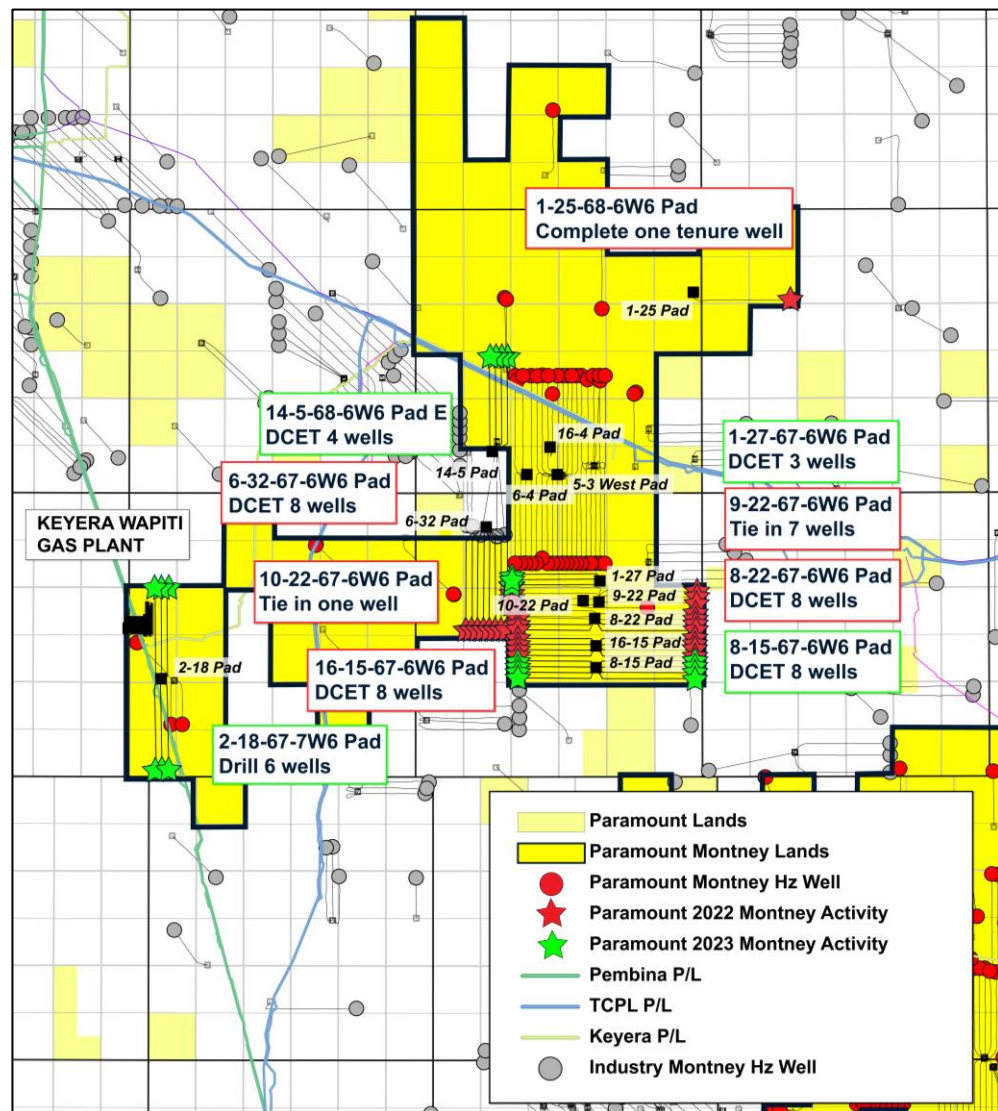 1-25-68-6W6 Pad
Complete one tenure well
1-25 Pad
14-5-68-6W6 Pad E
DCET 4 wells
16-4 Pad
1-27-67-6W6 Pad
DCET 3 wells
14-5 Pad
6-32-67-6W6 Pad
DCET 8 wells
6-4 Pad
5-3 West Pad
9-22-67-6W6 Pad
Tie in 7 wells
KEYERA WAPITI
GAS PLANT
6-32 Pad
10-22-67-6W6 Pad
Tie in one well
1-27 Pad
10-22 Pad
9-22 Pad
8-22-67-6W6 Pad
DCET 8 wells
8-22 Pad
2-18 Pad
16-15-67-6W6 Pad
DCET 8 wells
16-15 Pad
8-15 Pad
8-15-67-6W6 Pad
DCET 8 wells
2-18-67-7W6 Pad
Drill 6 wells
Paramount Lands
Paramount Montney Lands
Paramount Montney Hz Well
Paramount 2022 Montney Activity
Paramount 2023 Montney Activity
Pembina P/L
TCPL P/L
Keyera P/L
Industry Montney Hz Well